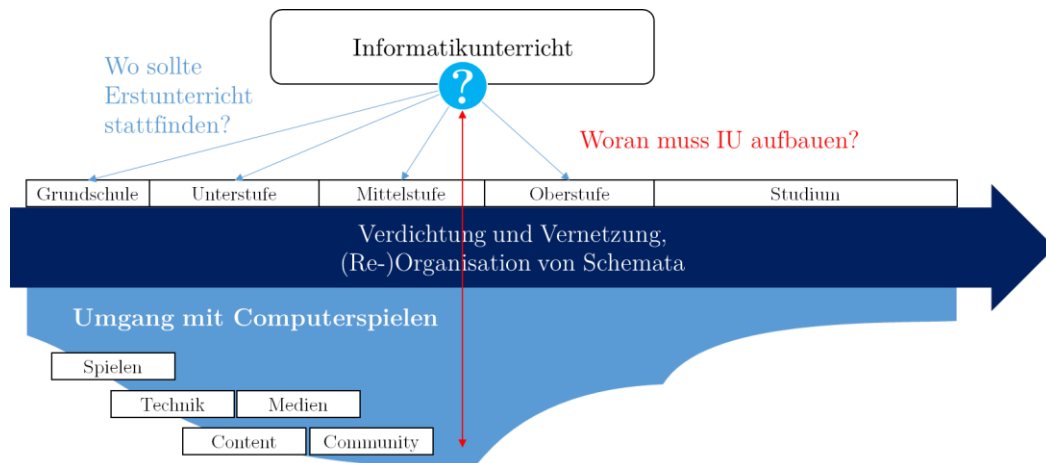 Informatikunterricht
?
Wo sollte
Erstunterricht
stattfinden?
Woran muss IU aufbauen?
Grundschule
Unterstufe
Mittelstufe
Oberstufe
Studium
Verdichtung und Vernetzung,
(Re-)Organisation von Schemata
Umgang mit Computerspielen
Spielen
Technik
Medien
Content
Community